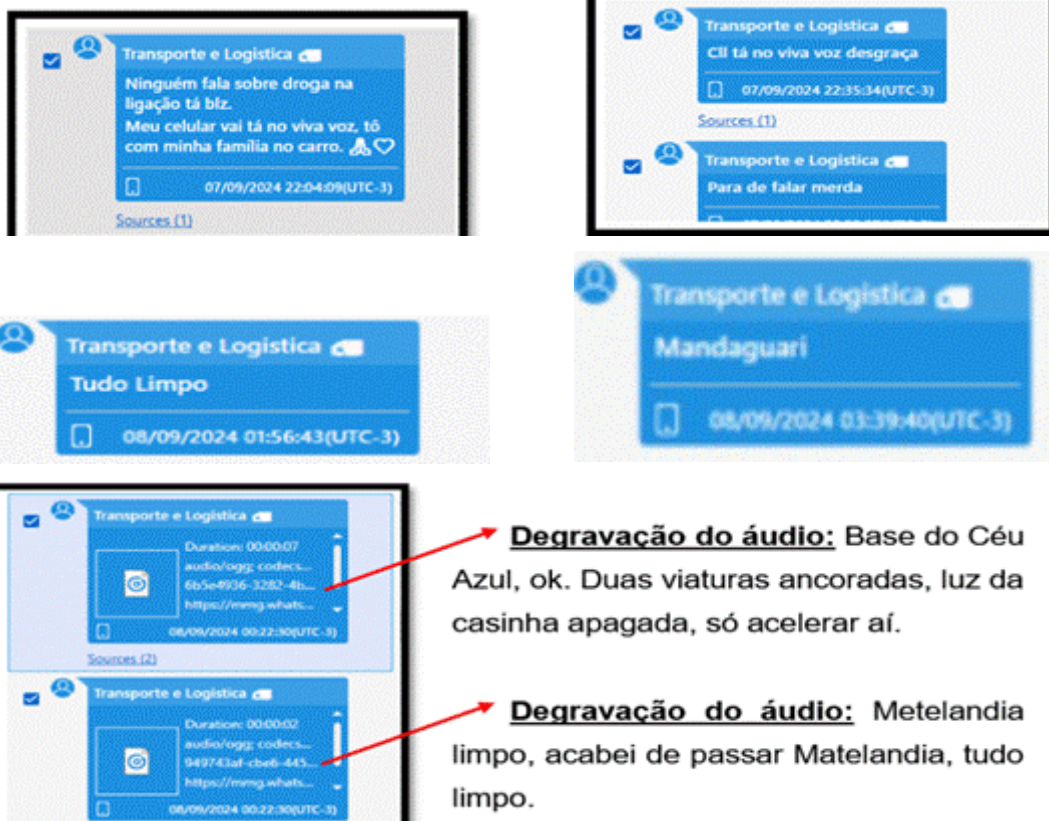 Transporte e Logistica
Ninguém fala sobre droga na
ligação tá blz.
Meu celular vai tá no viva voz, tô
com minha família no carro. 🙏🤍
07/09/2024 22:04:09(UTC-3)
Sources (1)
Transporte e Logistica
Cll tá no viva voz desgraça
07/09/2024 22:35:34(UTC-3)
Sources (1)
Transporte e Logistica
Para de falar merda
Transporte e Logistica
Tudo Limpo
08/09/2024 01:56:43(UTC-3)
Transporte e Logistica
Mandaguari
08/09/2024 03:39:40(UTC-3)
Transporte e Logistica
Duration: 00:00:07
audio/ogg; codecs...
6b5e4936-3282-4b...
https://mmg.whats...
08/09/2024 00:22:30(UTC-3)
Sources (2)
Degravação do áudio: Base do Céu
Azul, ok. Duas viaturas ancoradas, luz da
casinha apagada, só acelerar aí.
Transporte e Logistica
Duration: 00:00:02
audio/ogg; codecs...
949743af-cbe6-445...
https://mmg.whats...
08/09/2024 00:22:30(UTC-3)
Degravação do áudio: Metelandia
limpo, acabei de passar Matelandia, tudo
limpo.